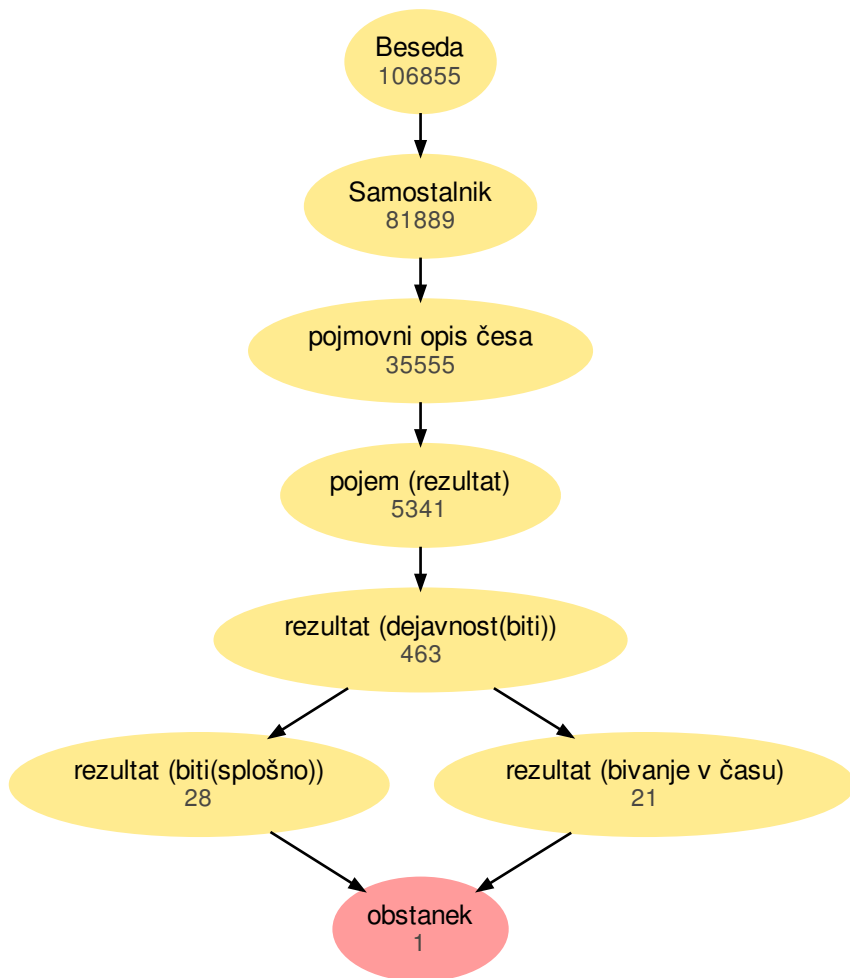 Beseda
106855
Samostalnik
81889
pojmovni opis česa
35555
pojem (rezultat)
5341
rezultat (dejavnost(biti))
463
rezultat (biti(splošno))
28
rezultat (bivanje v času)
21
obstanek
1